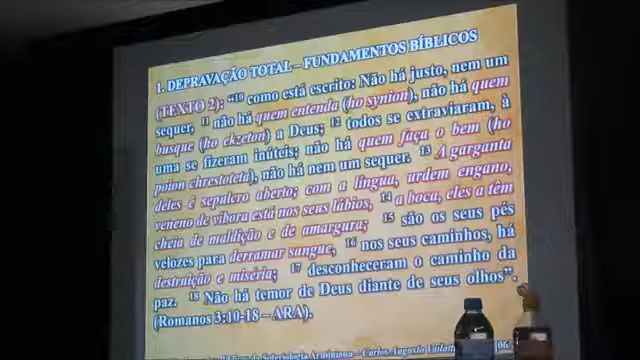 1. DEPRAVAÇÃO TOTAL – FUNDAMENTOS BÍBLICOS
(TEXTO 2): “¹⁰ como está escrito: Não há justo, nem um
sequer, ¹¹ não há quem entenda (ho synion), não há quem
busque (ho ekzeton) a Deus; ¹² todos se extraviaram, à
uma se fizeram inúteis; não há quem faça o bem (ho
poion chrestoteta), não há nem um sequer. ¹³ A garganta
deles é sepulcro aberto; com a língua, urdem engano,
veneno de víbora está nos seus lábios, ¹⁴ a boca, eles a têm
cheia de maldição e de amargura; ¹⁵ são os seus pés
velozes para derramar sangue, ¹⁶ nos seus caminhos, há
destruição e miséria; ¹⁷ desconheceram o caminho da
paz. ¹⁸ Não há temor de Deus diante de seus olhos”.
(Romanos 3:10-18 – ARA).
de Soteriologia Arminiana – Carlos Augusto